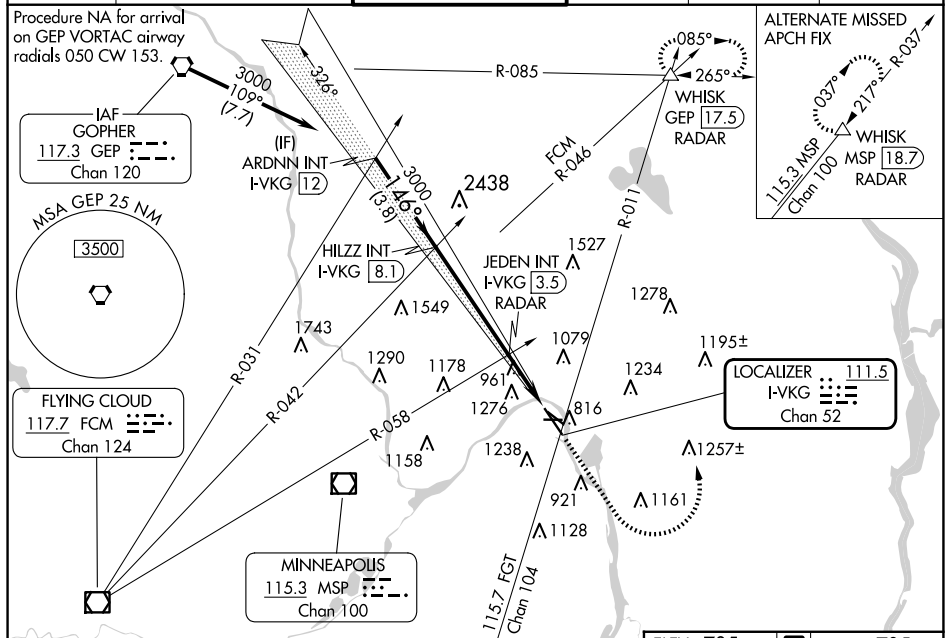 Procedure NA for arrival
on GEP VORTAC airway
radials 050 CW 153.
3000
109°
(7.7)
IAF
GOPHER
117.3 GEP
Chan 120
MSA GEP 25 NM
3500
326°
(IF)
ARDNN INT
I-VKG 12
3000
146°
(3.8)
2438
HILZZ INT
I-VKG 8.1
JEDEN INT
I-VKG 3.5
RADAR
R-085
085°
265°
WHISK
GEP 17.5
RADAR
FCM
R-046
R-011
ALTERNATE MISSED
APCH FIX
R-037
037°
217°
WHISK
MSP 18.7
RADAR
115.3 MSP
Chan 100
1527
1278
1549
1743
1290
1178
961
1276
1079
1234
1195±
816
LOCALIZER 111.5
I-VKG
Chan 52
R-031
R-042
R-058
FLYING CLOUD
117.7 FCM
Chan 124
1158
1238
1257±
921
1161
1128
MINNEAPOLIS
115.3 MSP
Chan 100
115.7 FGT
Chan 104